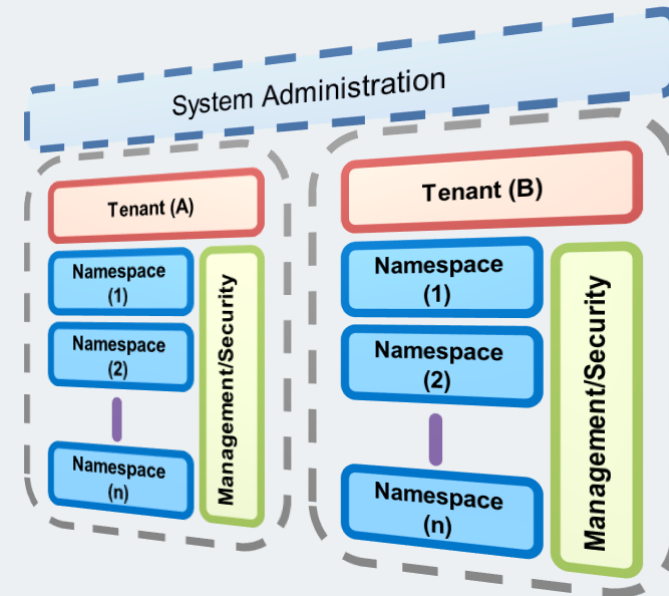 System Administration
Tenant (A)
Namespace
(1)
Namespace
(2)
Namespace
(n)
Management/Security
Tenant (B)
Namespace
(1)
Namespace
(2)
Namespace
(n)
Management/Security